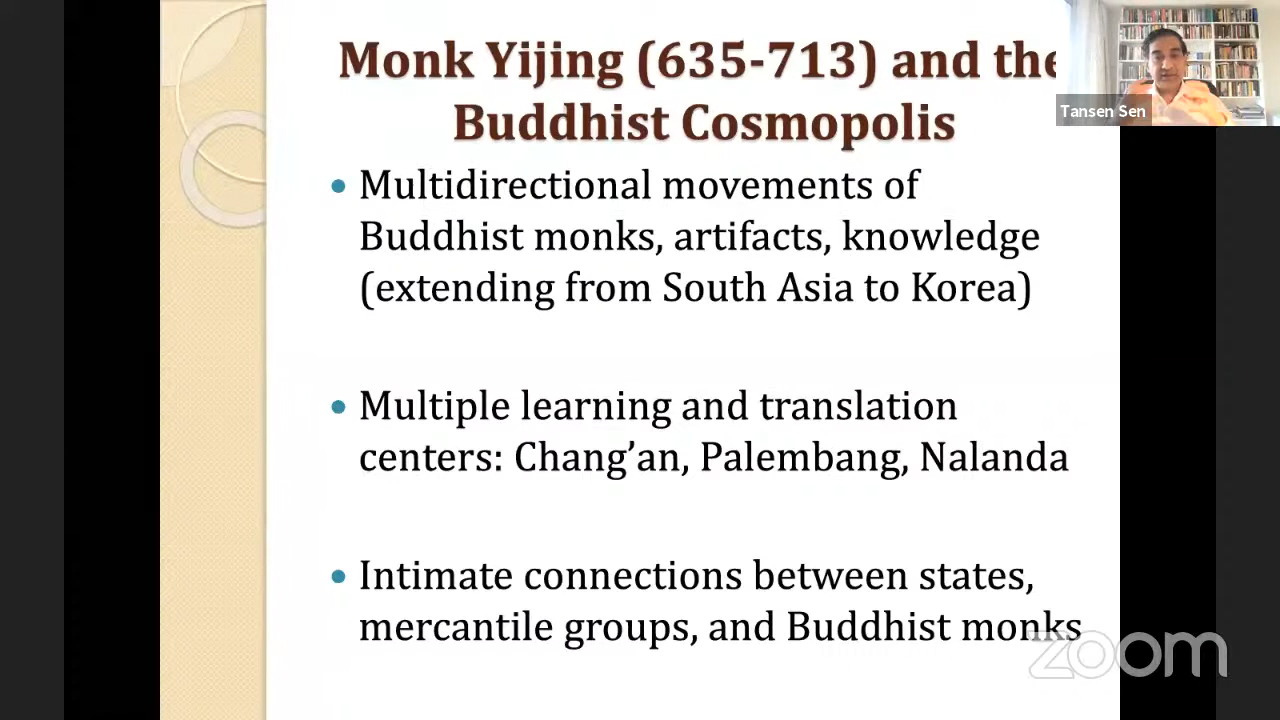 Monk Yijing (635-713) and the
Buddhist Cosmopolis
Tansen Sen
• Multidirectional movements of
Buddhist monks, artifacts, knowledge
(extending from South Asia to Korea)
• Multiple learning and translation
centers: Chang’an, Palembang, Nalanda
• Intimate connections between states,
mercantile groups, and Buddhist monks
zoom